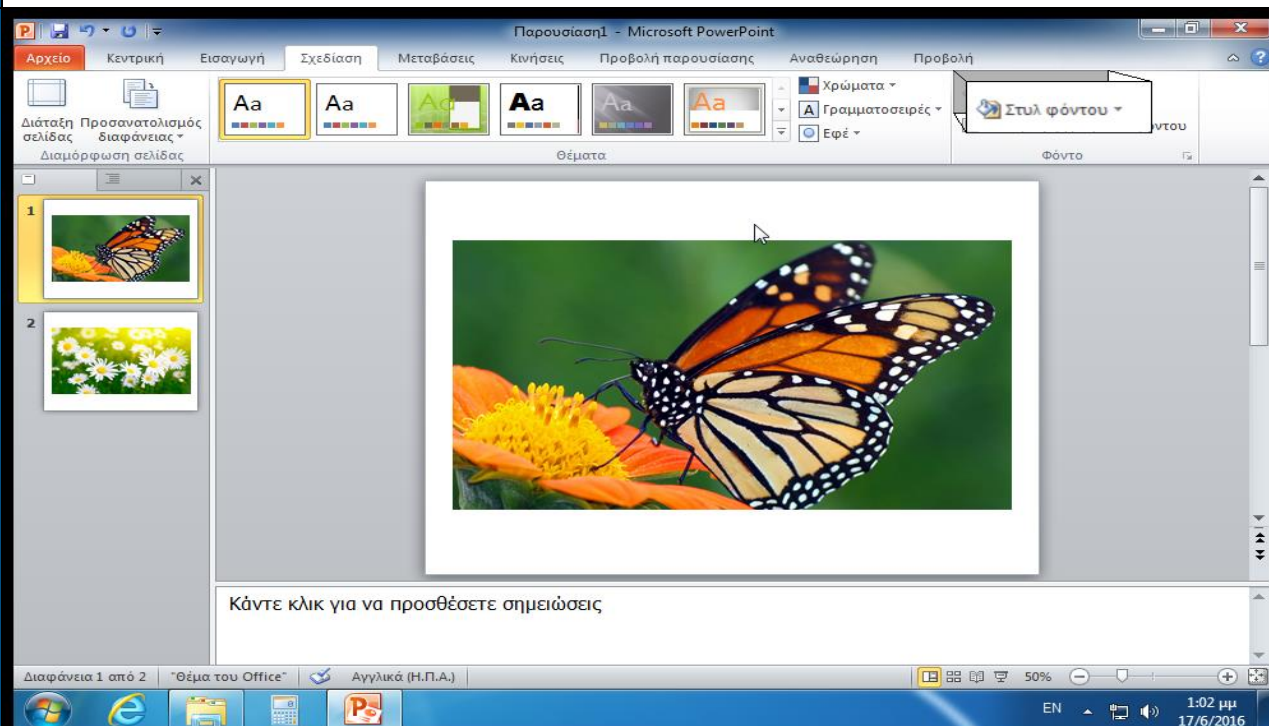 Παρουσίαση1 - Microsoft PowerPoint
Αρχείο Κεντρική Εισαγωγή Σχεδίαση Μεταβάσεις Κινήσεις Προβολή παρουσίασης Αναθεώρηση Προβολή
Διάταξη σελίδας
Προσανατολισμός διαφάνειας
Διαμόρφωση σελίδας
Aa Aa Aa Aa Aa Aa
Θέματα
Χρώματα
Γραμματοσειρές
Εφέ
Στυλ φόντου
Φόντο
1
2
Κάντε κλικ για να προσθέσετε σημειώσεις
Διαφάνεια 1 από 2 "Θέμα του Office" Αγγλικά (Η.Π.Α.) 50%
EN 1:02 μμ
17/6/2016